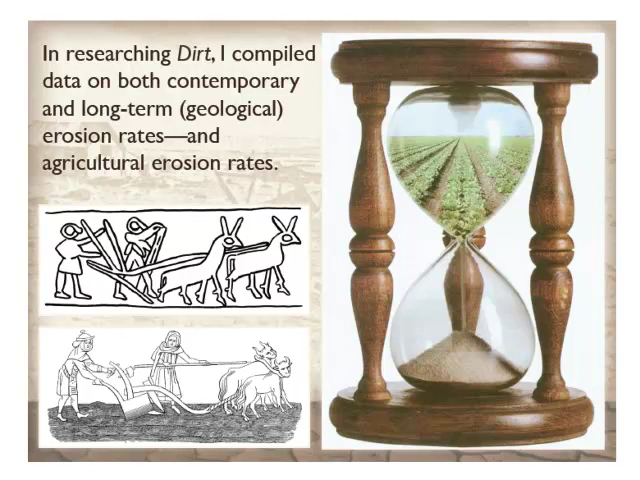 In researching Dirt, I compiled
data on both contemporary
and long-term (geological)
erosion rates—and
agricultural erosion rates.